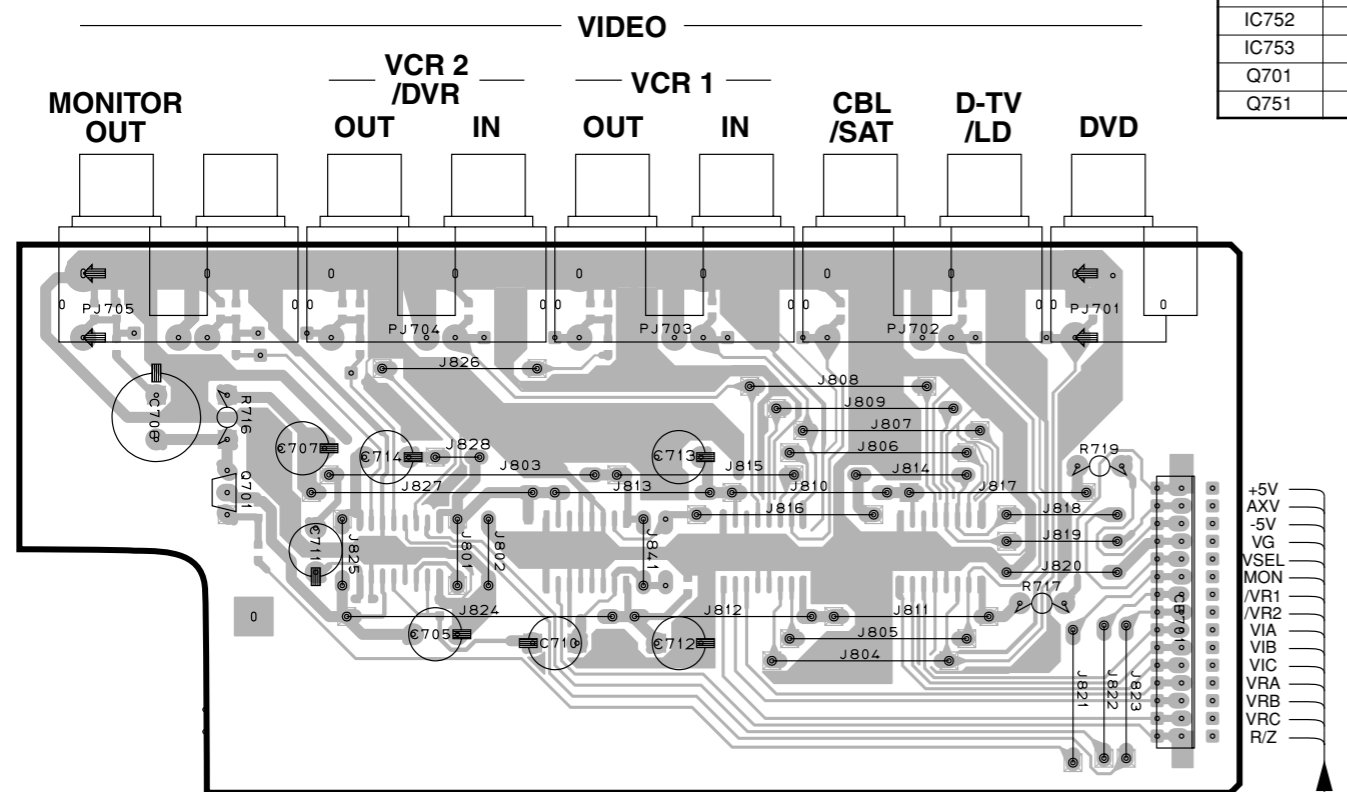 VIDEO
IC752
IC753
Q701
Q751
VCR 2
/DVR
VCR 1
MONITOR
OUT
OUT
IN
OUT
IN
CBL
/SAT
D-TV
/LD
DVD
PJ705
PJ704
PJ703
PJ702
PJ701
J826
J808
J809
J807
J806
R716
C707
C714
J828
J803
C713
J815
J814
R719
Q701
J827
J813
J810
J817
J816
J818
C711
J825
J801
J802
J841
J819
J820
R717
J824
J812
J811
C705
C710
C712
J805
J804
J821
J822
J823
CB701
+5V
AXV
-5V
VG
VSEL
MON
/VR1
/VR2
VIA
VIB
VIC
VRA
VRB
VRC
R/Z